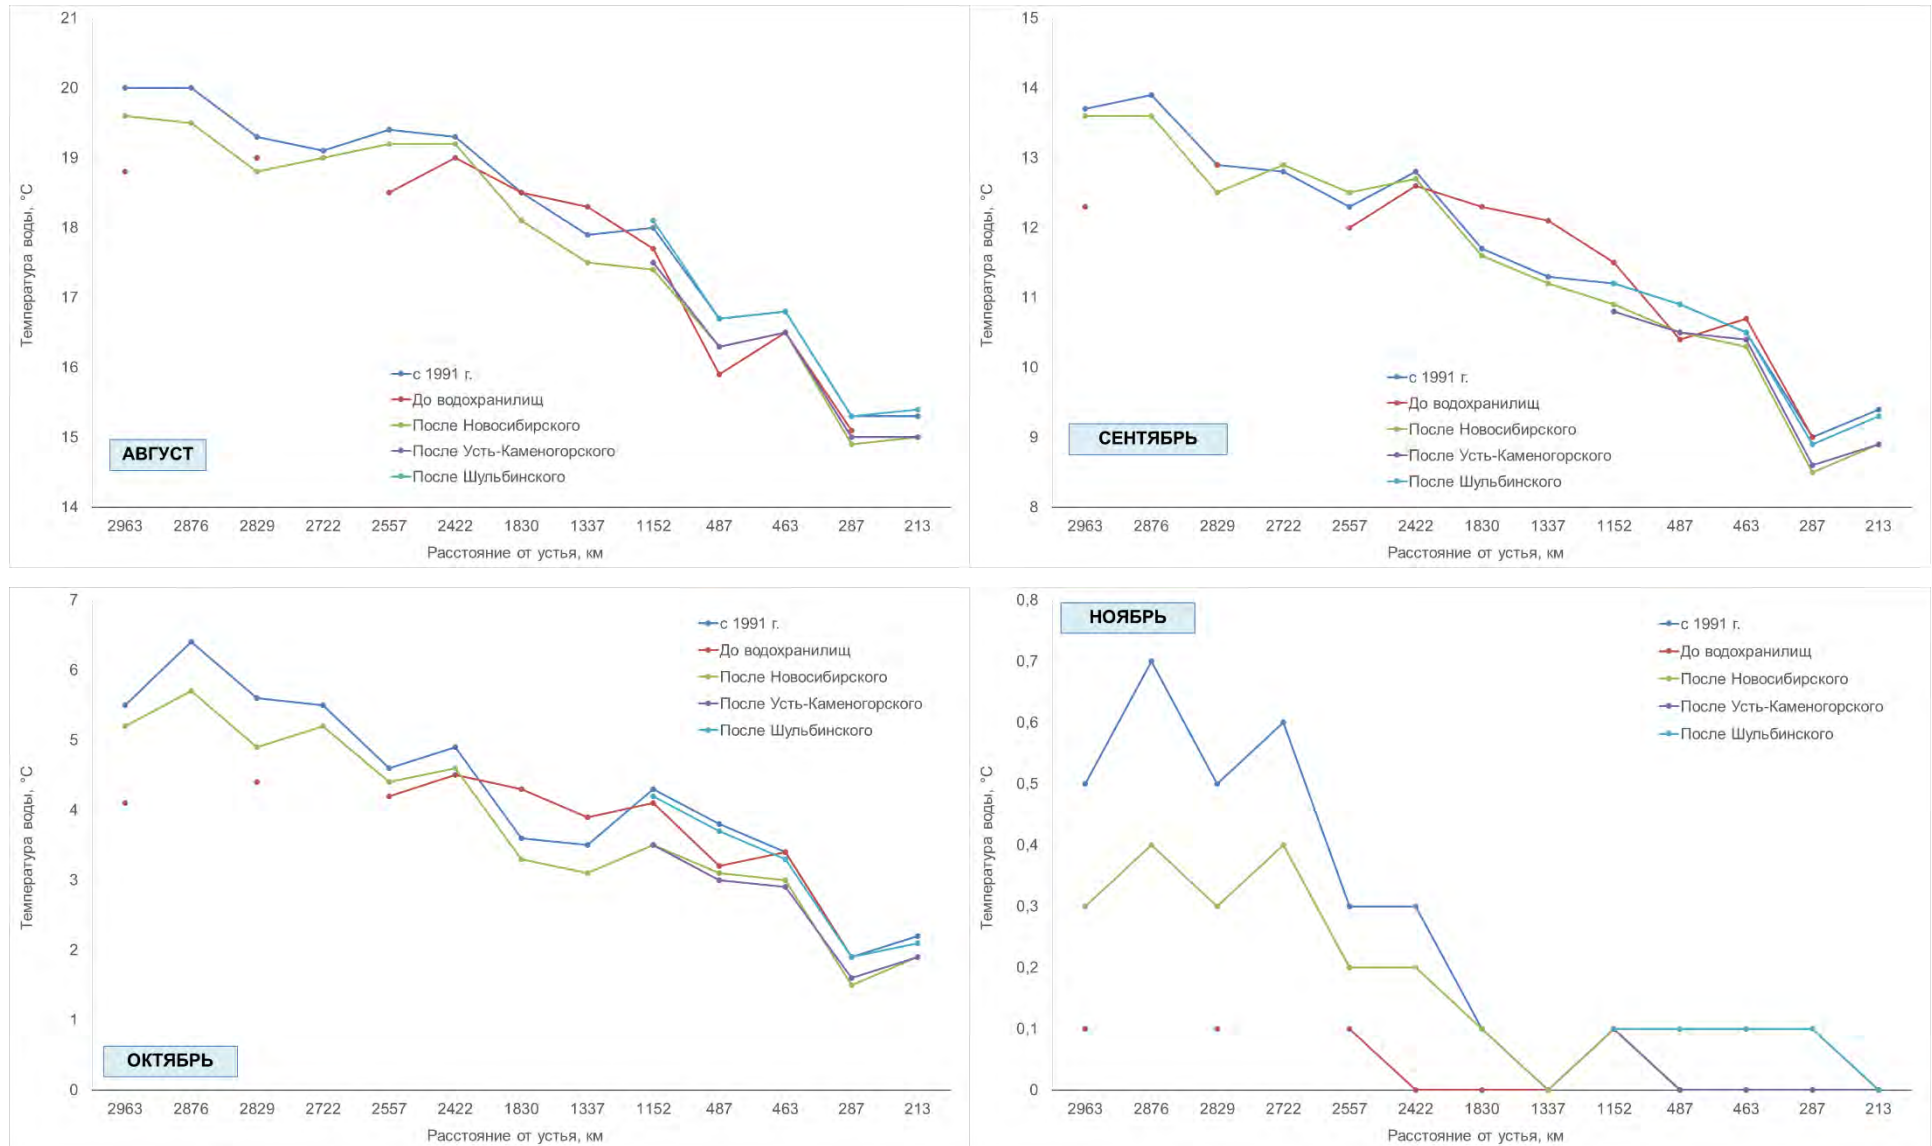 21
20
19
18
17
16
15
14
Температура воды, °C
с 1991 г.
До водохранилищ
После Новосибирского
После Усть-Каменогорского
После Шульбинского
АВГУСТ
2963 2876 2829 2722 2557 2422 1830 1337 1152 487 463 287 213
Расстояние от устья, км
15
14
13
12
11
10
9
8
Температура воды, °C
с 1991 г.
До водохранилищ
После Новосибирского
После Усть-Каменогорского
После Шульбинского
СЕНТЯБРЬ
2963 2876 2829 2722 2557 2422 1830 1337 1152 487 463 287 213
Расстояние от устья, км
7
6
5
4
3
2
1
0
Температура воды, °C
с 1991 г.
До водохранилищ
После Новосибирского
После Усть-Каменогорского
После Шульбинского
ОКТЯБРЬ
2963 2876 2829 2722 2557 2422 1830 1337 1152 487 463 287 213
Расстояние от устья, км
0,8
0,7
0,6
0,5
0,4
0,3
0,2
0,1
0
Температура воды, °C
НОЯБРЬ
с 1991 г.
До водохранилищ
После Новосибирского
После Усть-Каменогорского
После Шульбинского
2963 2876 2829 2722 2557 2422 1830 1337 1152 487 463 287 213
Расстояние от устья, км